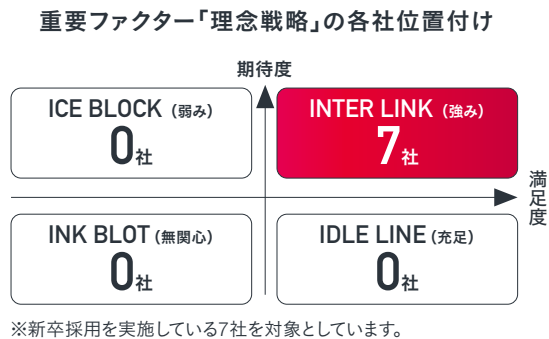 重要ファクター「理念戦略」の各社位置付け
期待度
ICE BLOCK (弱み)
0社
INTER LINK (強み)
7社
満足度
INK BLOT (無関心)
0社
IDLE LINE (充足)
0社
※新卒採用を実施している7社を対象としています。